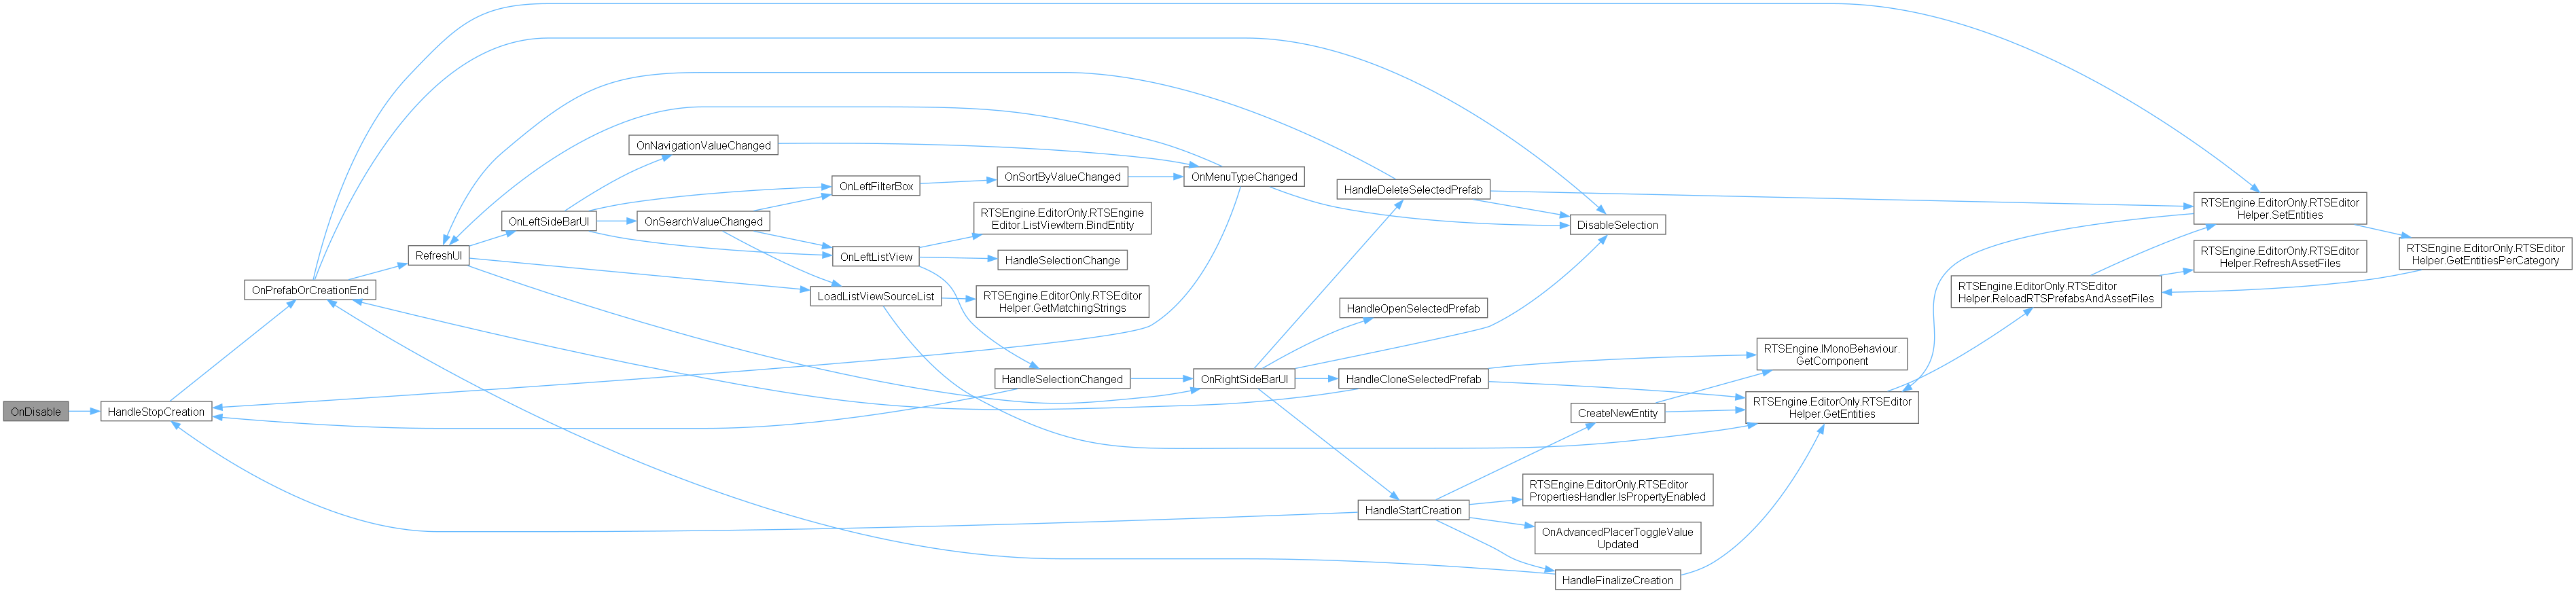 OnDisable
HandleStopCreation
OnPrefabOrCreationEnd
RefreshUI
OnLeftSideBarUI
OnNavigationValueChanged
OnSearchValueChanged
OnLeftFilterBox
OnLeftListView
LoadListViewSourceList
OnSortByValueChanged
RTSEngine.EditorOnly.RTSEngine
Editor.ListViewItem.BindEntity
HandleSelectionChange
RTSEngine.EditorOnly.RTSEditor
Helper.GetMatchingStrings
HandleSelectionChanged
OnMenuTypeChanged
OnRightSideBarUI
HandleDeleteSelectedPrefab
HandleOpenSelectedPrefab
HandleCloneSelectedPrefab
HandleStartCreation
DisableSelection
CreateNewEntity
RTSEngine.EditorOnly.RTSEditor
PropertiesHandler.IsPropertyEnabled
OnAdvancedPlacerToggleValue
Updated
HandleFinalizeCreation
RTSEngine.IMonoBehaviour.
GetComponent
RTSEngine.EditorOnly.RTSEditor
Helper.GetEntities
RTSEngine.EditorOnly.RTSEditor
Helper.ReloadRTSPrefabsAndAssetFiles
RTSEngine.EditorOnly.RTSEditor
Helper.SetEntities
RTSEngine.EditorOnly.RTSEditor
Helper.RefreshAssetFiles
RTSEngine.EditorOnly.RTSEditor
Helper.GetEntitiesPerCategory